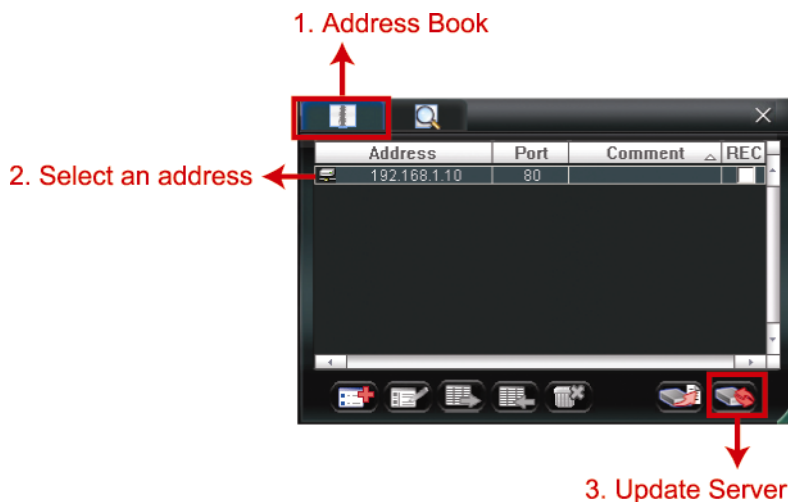 1. Address Book
Address Port Comment REC
2. Select an address
192.168.1.10 80
3. Update Server